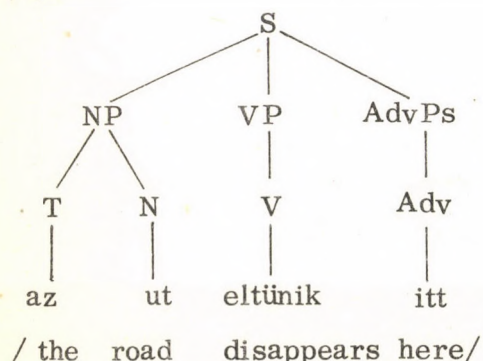 S
NP VP AdvPs
T N V Adv
az ut eltünik itt
/ the road disappears here/